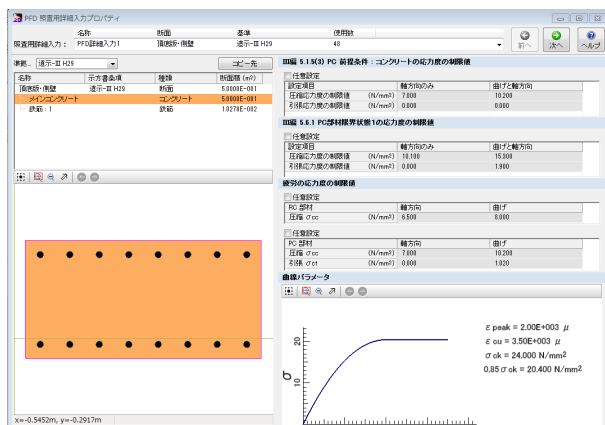 PFD 照査用詳細入力プロパティ
名称 断面 基準 使用数
照査用詳細入力： PFD詳細入力1 頂底版・側壁 道示-Ⅲ H29 48
前へ 次へ ヘルプ
準拠.. 道示-Ⅲ H29 コピー先
名称 示方書条項 種類 断面積 (m²)
頂底版・側壁 道示-Ⅲ H29 断面 5.0000E-001
メインコンクリート コンクリート 5.0000E-001
鉄筋：1 鉄筋 1.0278E-002
x=-0.5452m, y=-0.2917m
Ⅲ編 5.1.5(3) PC 前提条件：コンクリートの応力度の制限値
任意設定
設定項目 軸方向のみ 曲げと軸方向
圧縮応力度の制限値 (N/mm²) 7.000 10.200
引張応力度の制限値 (N/mm²) 0.000 0.000
Ⅲ編 5.6.1 PC部材限界状態1の応力度の制限値
任意設定
設定項目 軸方向のみ 曲げと軸方向
圧縮応力度の制限値 (N/mm²) 10.100 15.000
引張応力度の制限値 (N/mm²) 0.000 1.900
疲労の応力度の制限値
任意設定
RC 部材 軸方向 曲げ
圧縮 σcc (N/mm²) 6.500 8.000
任意設定
PC 部材 軸方向 曲げ
圧縮 σcc (N/mm²) 7.000 10.200
引張 σct (N/mm²) 0.000 1.020
曲線パラメータ
ε peak = 2.00E+003 μ
ε cu = 3.50E+003 μ
σ ck = 24.000 N/mm2
0.85 σ ck = 20.400 N/mm2
20
σ
10